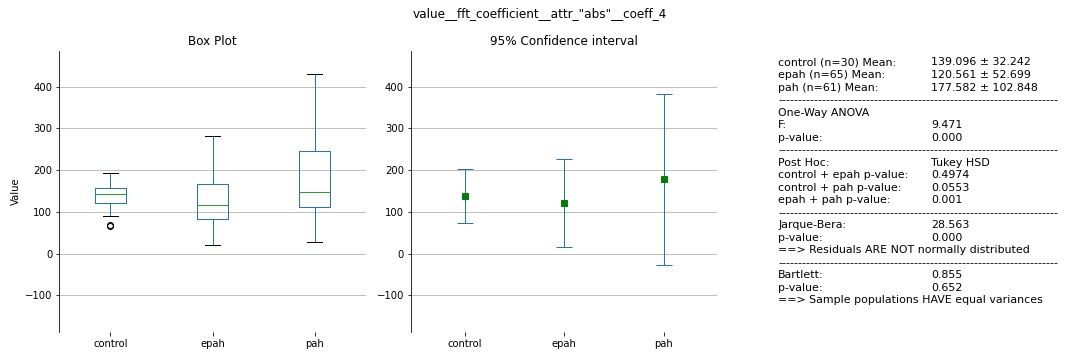 value__fft_coefficient__attr_"abs"__coeff_4
Box Plot
Value
400
300
200
100
0
−100
control epah pah
95% Confidence interval
400
300
200
100
0
−100
control epah pah
control (n=30) Mean: 139.096 ± 32.242
epah (n=65) Mean: 120.561 ± 52.699
pah (n=61) Mean: 177.582 ± 102.848
--------------------------------------------------------------------------------
One-Way ANOVA
F: 9.471
p-value: 0.000
--------------------------------------------------------------------------------
Post Hoc: Tukey HSD
control + epah p-value: 0.4974
control + pah p-value: 0.0553
epah + pah p-value: 0.001
--------------------------------------------------------------------------------
Jarque-Bera: 28.563
p-value: 0.000
==> Residuals ARE NOT normally distributed
--------------------------------------------------------------------------------
Bartlett: 0.855
p-value: 0.652
==> Sample populations HAVE equal variances